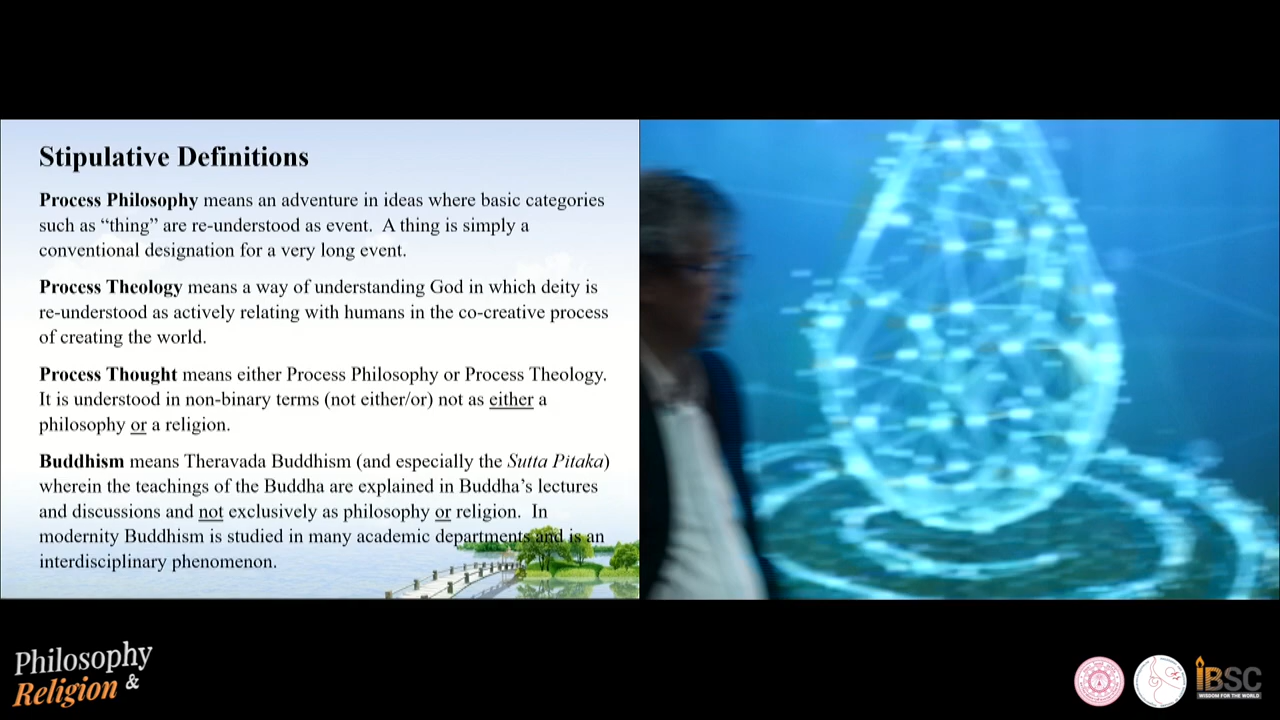 Stipulative Definitions
Process Philosophy means an adventure in ideas where basic categories
such as “thing” are re-understood as event.  A thing is simply a
conventional designation for a very long event.
Process Theology means a way of understanding God in which deity is
re-understood as actively relating with humans in the co-creative process
of creating the world.
Process Thought means either Process Philosophy or Process Theology.
It is understood in non-binary terms (not either/or) not as either a
philosophy or a religion.
Buddhism means Theravada Buddhism (and especially the Sutta Pitaka)
wherein the teachings of the Buddha are explained in Buddha’s lectures
and discussions and not exclusively as philosophy or religion.  In
modernity Buddhism is studied in many academic departments and is an
interdisciplinary phenomenon.
Philosophy
Religion &
iBSC
WISDOM FOR THE WORLD